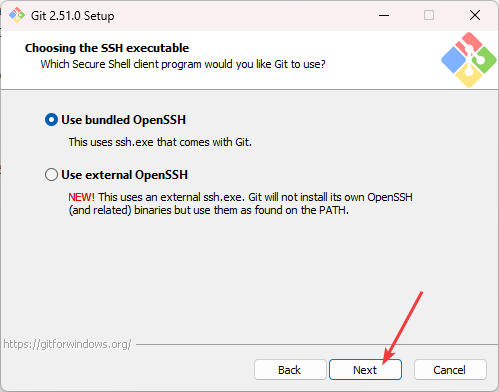 Git 2.51.0 Setup
Choosing the SSH executable
Which Secure Shell client program would you like Git to use?
Use bundled OpenSSH
This uses ssh.exe that comes with Git.
Use external OpenSSH
NEW! This uses an external ssh.exe. Git will not install its own OpenSSH
(and related) binaries but use them as found on the PATH.
https://gitforwindows.org/
Back Next Cancel